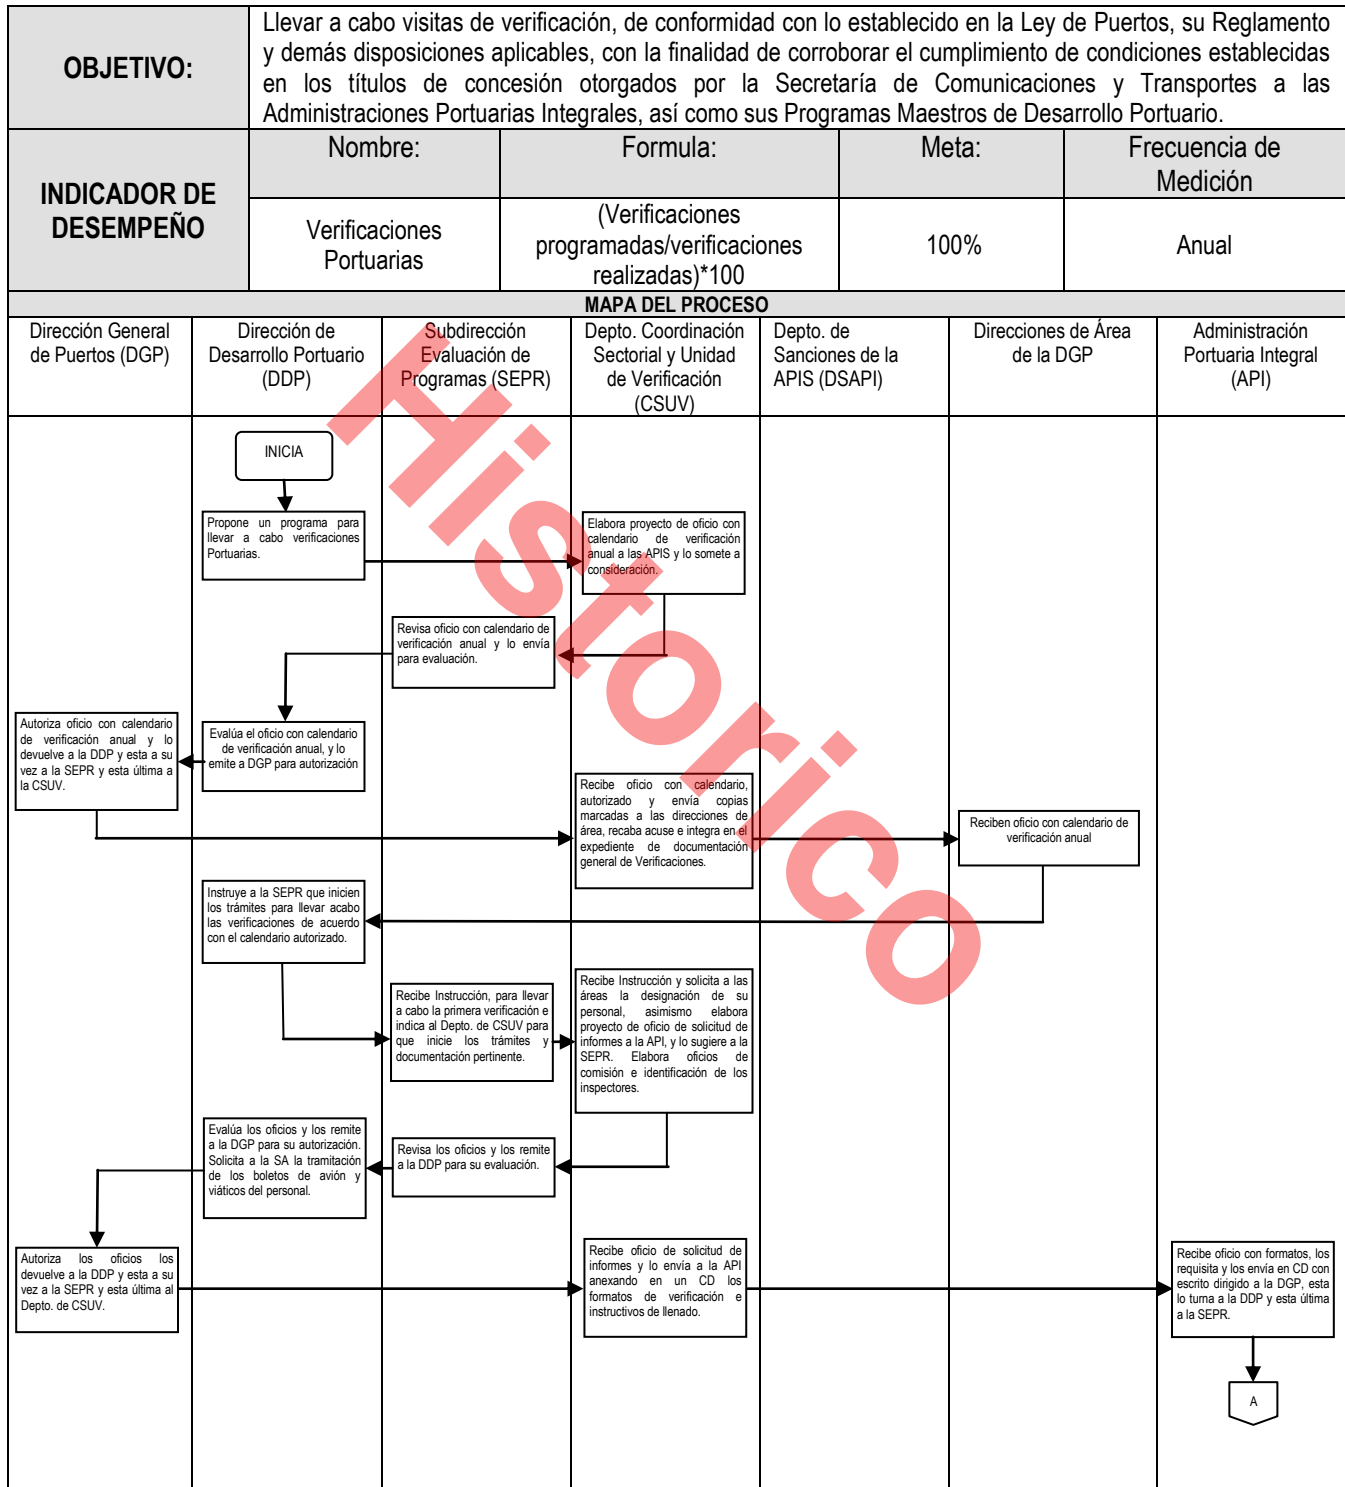 OBJETIVO:
Llevar a cabo visitas de verificación, de conformidad con lo establecido en la Ley de Puertos, su Reglamento
y demás disposiciones aplicables, con la finalidad de corroborar el cumplimiento de condiciones establecidas
en los títulos de concesión otorgados por la Secretaría de Comunicaciones y Transportes a las
Administraciones Portuarias Integrales, así como sus Programas Maestros de Desarrollo Portuario.
INDICADOR DE
DESEMPEÑO
Nombre:
Formula:
Meta:
Frecuencia de
Medición
Verificaciones
Portuarias
(Verificaciones
programadas/verificaciones
realizadas)*100
100%
Anual
MAPA DEL PROCESO
Dirección General
de Puertos (DGP)
Dirección de
Desarrollo Portuario
(DDP)
Subdirección
Evaluación de
Programas (SEPR)
Depto. Coordinación
Sectorial y Unidad
de Verificación
(CSUV)
Depto. de
Sanciones de la
APIS (DSAPI)
Direcciones de Área
de la DGP
Administración
Portuaria Integral
(API)
INICIA
Propone un programa para
llevar a cabo verificaciones
Portuarias.
Elabora proyecto de oficio con
calendario de verificación
anual a las APIS y lo somete a
consideración.
Revisa oficio con calendario de
verificación anual y lo envía
para evaluación.
Evalúa el oficio con calendario
de verificación anual, y lo
emite a DGP para autorización
Autoriza oficio con calendario
de verificación anual y lo
devuelve a la DDP y esta a su
vez a la SEPR y esta última a
la CSUV.
Recibe oficio con calendario,
autorizado y envía copias
marcadas a las direcciones de
área, recaba acuse e integra en el
expediente de documentación
general de Verificaciones.
Reciben oficio con calendario de
verificación anual
Instruye a la SEPR que inicien
los trámites para llevar acabo
las verificaciones de acuerdo
con el calendario autorizado.
Recibe Instrucción, para llevar
a cabo la primera verificación e
indica al Depto. de CSUV para
que inicie los trámites y
documentación pertinente.
Recibe Instrucción y solicita a las
áreas la designación de su
personal, asimismo elabora
proyecto de oficio de solicitud de
informes a la API, y lo sugiere a la
SEPR. Elabora oficios de
comisión e identificación de los
inspectores.
Revisa los oficios y los remite
a la DDP para su evaluación.
Evalúa los oficios y los remite
a la DGP para su autorización.
Solicita a la SA la tramitación
de los boletos de avión y
viáticos del personal.
Autoriza los oficios los
devuelve a la DDP y esta a su
vez a la SEPR y esta última al
Depto. de CSUV.
Recibe oficio de solicitud de
informes y lo envía a la API
anexando en un CD los
formatos de verificación e
instructivos de llenado.
Recibe oficio con formatos, los
requisita y los envía en CD con
escrito dirigido a la DGP, esta
lo turna a la DDP y esta última
a la SEPR.
A
Historico